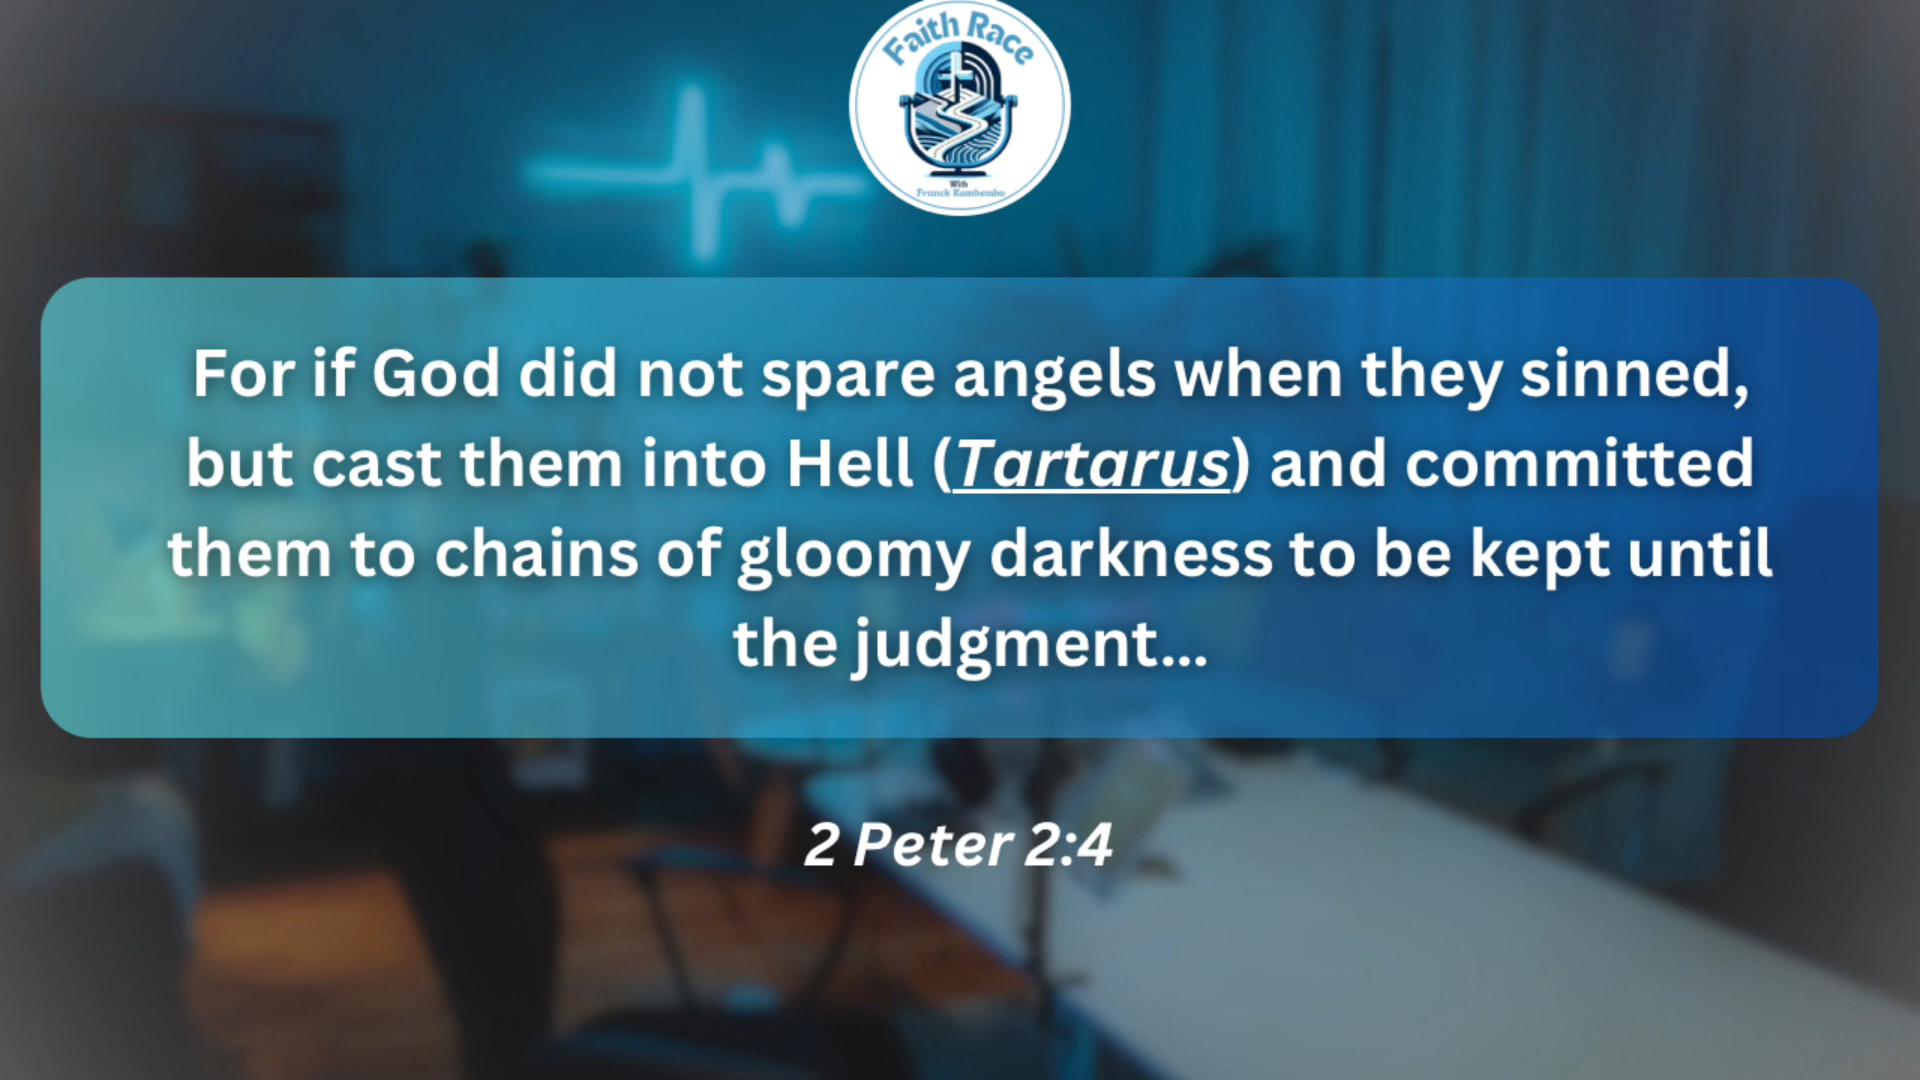 Faith Race
With
Franck Kambembo
For if God did not spare angels when they sinned,
but cast them into Hell (Tartarus) and committed
them to chains of gloomy darkness to be kept until
the judgment...
2 Peter 2:4